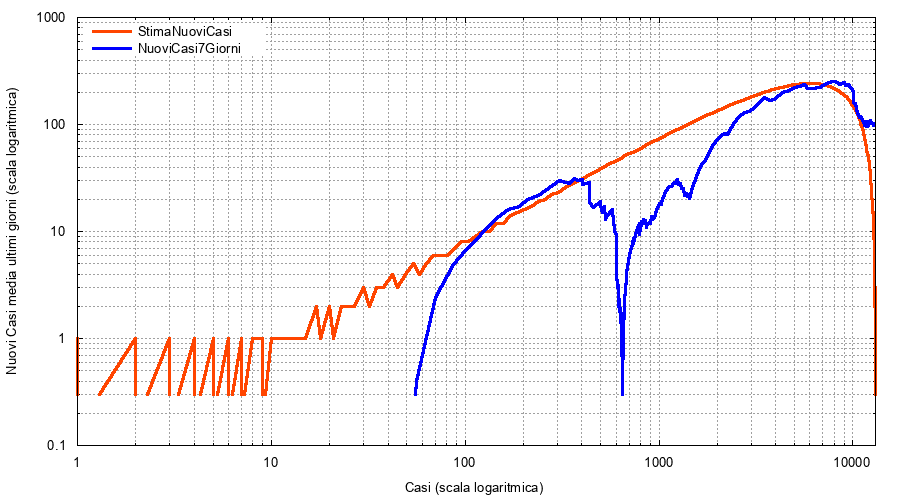 1000
100
10
1
0.1
StimaNuoviCasi
NuoviCasi7Giorni
Nuovi Casi media ultimi giorni (scala logaritmica)
1 10 100 1000 10000
Casi (scala logaritmica)